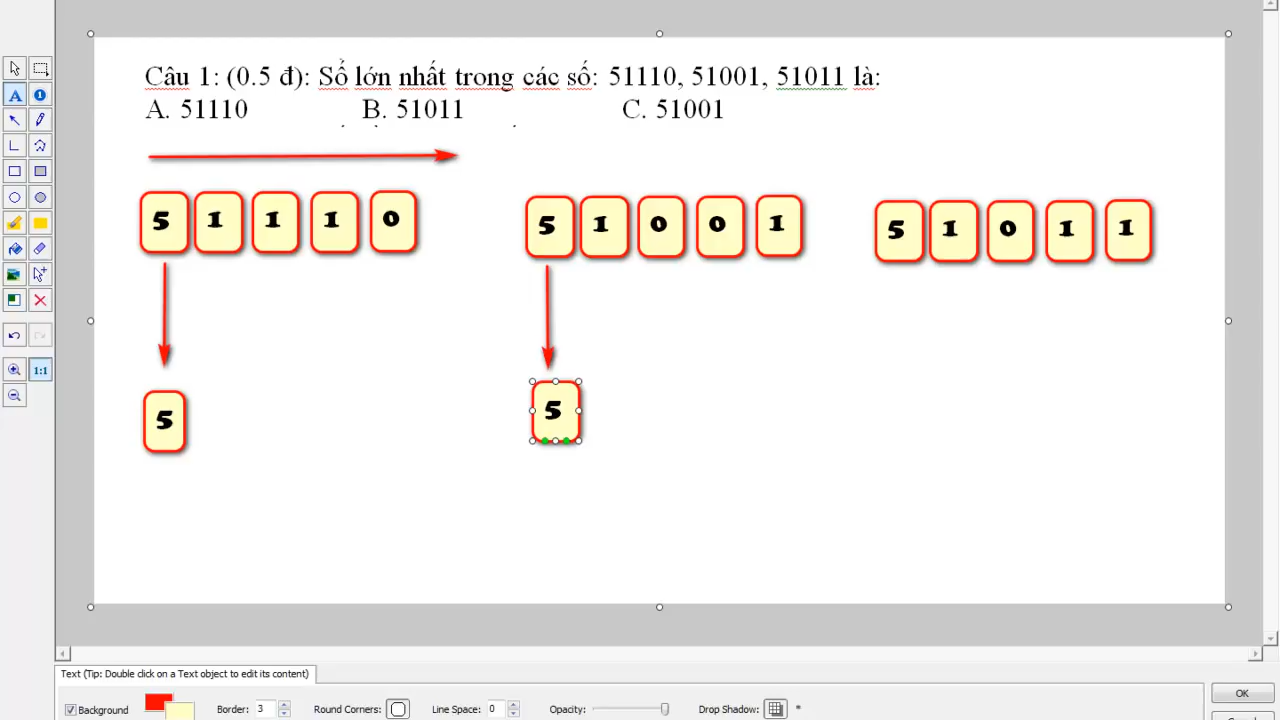 Câu 1: (0.5 đ): Số lớn nhất trong các số: 51110, 51001, 51011 là:
A. 51110 B. 51011 C. 51001
5 1 1 1 0 5 1 0 0 1 5 1 0 1 1
5 5
1:1
Text (Tip: Double click on a Text object to edit its content)
OK
Background Border: 3 Round Corners: Line Space: 0 Opacity: Drop Shadow: *